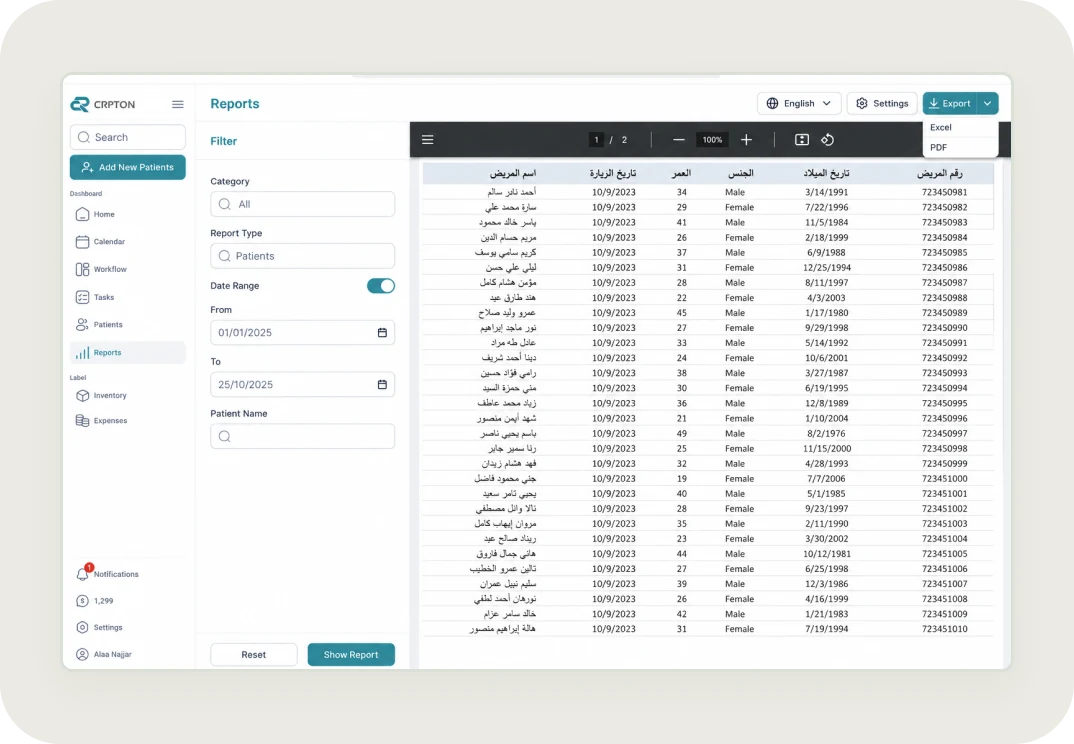 CRPTON
Search
Add New Patients
Dashboard
Home
Calendar
Workflow
Tasks
Patients
Reports
Label
Inventory
Expenses
1
Notifications
1,299
Settings
Alaa Najjar
Reports
English
Settings
Export
Excel
PDF
Filter
Category
All
Report Type
Patients
Date Range
From
01/01/2025
To
25/10/2025
Patient Name
Reset
Show Report
1 / 2
100%
اسم المريض تاريخ الزيارة العمر الجنس تاريخ الميلاد رقم المريض
أحمد نادر سالم 10/9/2023 34 Male 3/14/1991 723450981
سارة محمد علي 10/9/2023 29 Female 7/22/1996 723450982
ياسر خالد محمود 10/9/2023 41 Male 11/5/1984 723450983
مريم حسام الدين 10/9/2023 26 Female 2/18/1999 723450984
كريم سامي يوسف 10/9/2023 37 Male 6/9/1988 723450985
ليلي علي حسن 10/9/2023 31 Female 12/25/1994 723450986
مؤمن هشام كامل 10/9/2023 28 Male 8/11/1997 723450987
هند طارق عيد 10/9/2023 22 Female 4/3/2003 723450988
عمرو وليد صلاح 10/9/2023 45 Male 1/17/1980 723450989
نور ماجد إبراهيم 10/9/2023 27 Female 9/29/1998 723450990
عادل طه مراد 10/9/2023 33 Male 5/14/1992 723450991
دينا أحمد شريف 10/9/2023 24 Female 10/6/2001 723450992
رامي فؤاد حسين 10/9/2023 38 Male 3/27/1987 723450993
مني حمزة السيد 10/9/2023 30 Female 6/19/1995 723450994
زياد محمد عاطف 10/9/2023 36 Male 12/8/1989 723450995
شهد أيمن منصور 10/9/2023 21 Female 1/10/2004 723450996
باسم يحيي ناصر 10/9/2023 49 Male 8/2/1976 723450997
رنا سمير جابر 10/9/2023 25 Female 11/15/2000 723450998
فهد هشام زيدان 10/9/2023 32 Male 4/28/1993 723450999
جني محمود فاضل 10/9/2023 19 Female 7/7/2006 723451000
يحيي تامر سعيد 10/9/2023 40 Male 5/1/1985 723451001
تالا وائل مصطفي 10/9/2023 28 Female 9/23/1997 723451002
مروان إيهاب كامل 10/9/2023 35 Male 2/11/1990 723451003
ريناد صالح عيد 10/9/2023 23 Female 3/30/2002 723451004
هاني جمال فاروق 10/9/2023 44 Male 10/12/1981 723451005
تالين عمرو الخطيب 10/9/2023 27 Female 6/25/1998 723451006
سليم نبيل عمران 10/9/2023 39 Male 12/3/1986 723451007
نورهان أحمد لطفي 10/9/2023 26 Female 4/16/1999 723451008
خالد سامر عزام 10/9/2023 42 Male 1/21/1983 723451009
هالة إبراهيم منصور 10/9/2023 31 Female 7/19/1994 723451010